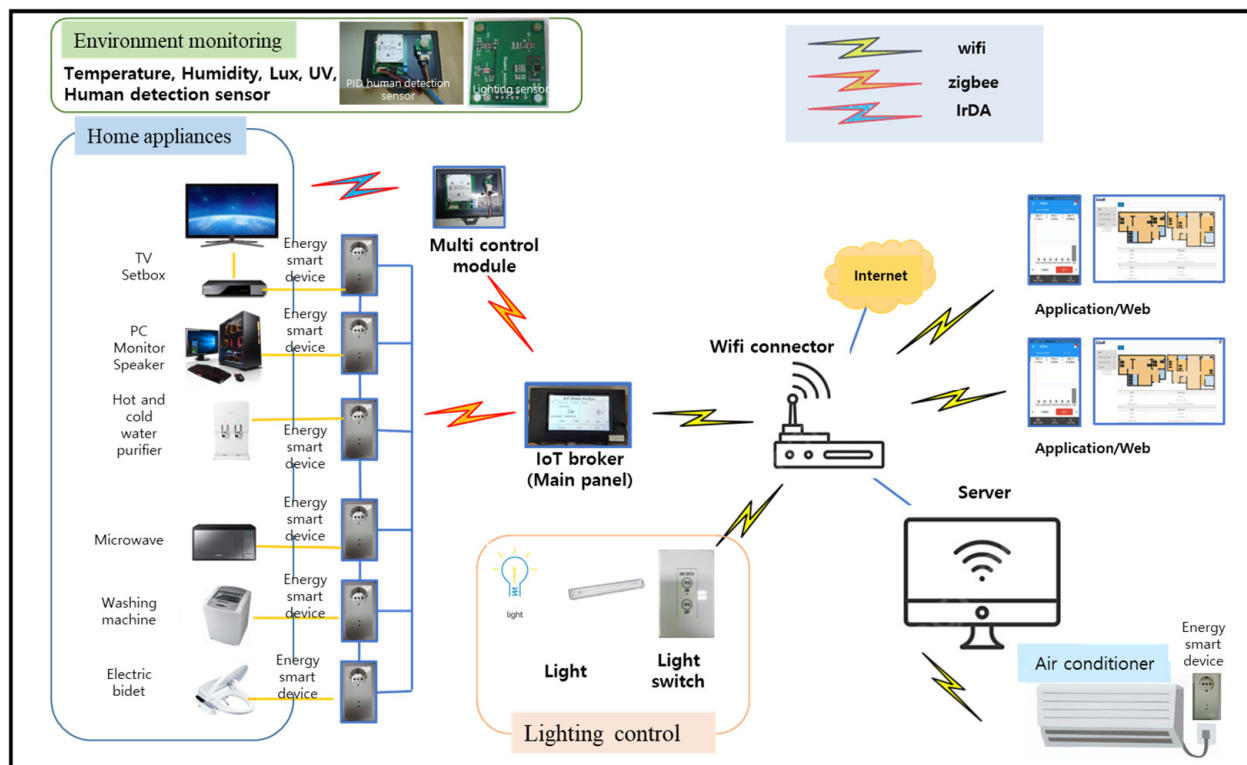 Environment monitoring
Temperature, Humidity, Lux, UV,
Human detection sensor
PID human detection
sensor
Lighting sensor
wifi
zigbee
IrDA
Home appliances
TV
Setbox
Energy
smart
device
PC
Monitor
Speaker
Energy
smart
device
Hot and
cold
water
purifier
Energy
smart
device
Microwave
Energy
smart
device
Washing
machine
Energy
smart
device
Electric
bidet
Energy
smart
device
Multi control
module
IoT broker
(Main panel)
Wifi connector
Internet
Application/Web
Application/Web
Server
light
Light
Light
switch
Lighting control
Air conditioner
Energy
smart
device